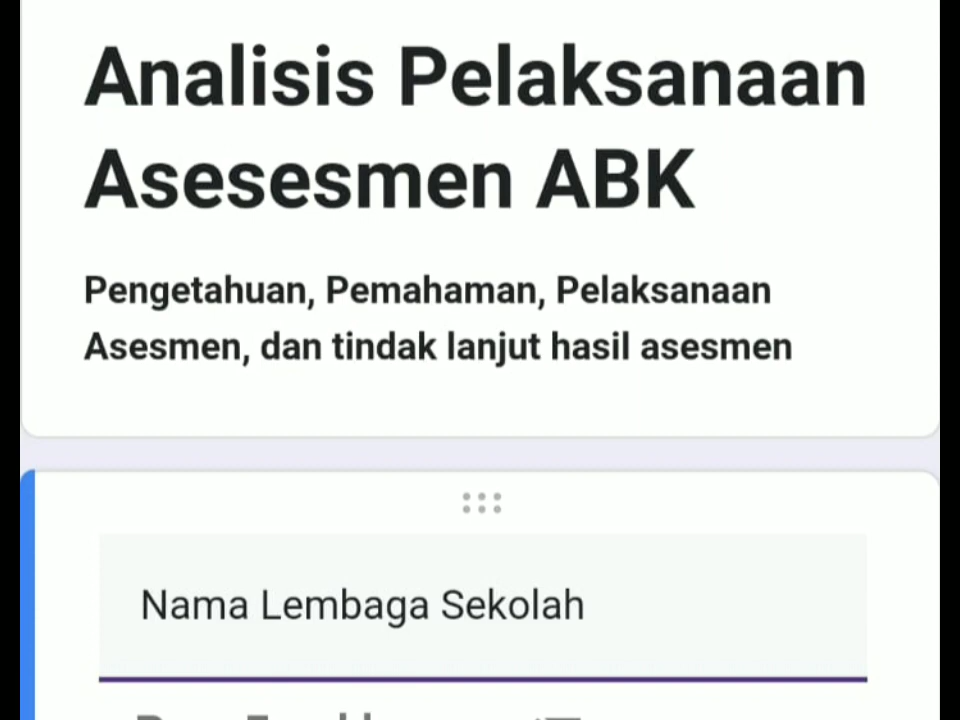 Analisis Pelaksanaan
Asesesmen ABK
Pengetahuan, Pemahaman, Pelaksanaan
Asesmen, dan tindak lanjut hasil asesmen
Nama Lembaga Sekolah